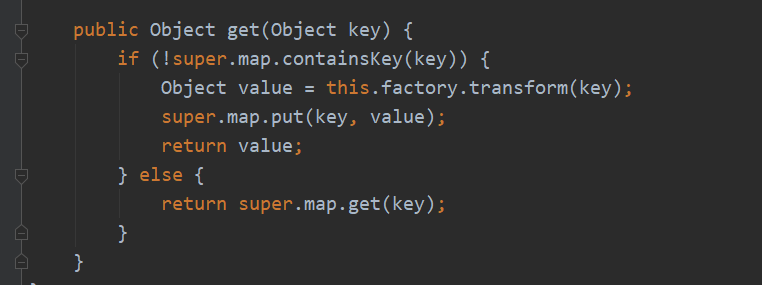 public Object get(Object key) {
if (!super.map.containsKey(key)) {
Object value = this.factory.transform(key);
super.map.put(key, value);
return value;
} else {
return super.map.get(key);
}
}